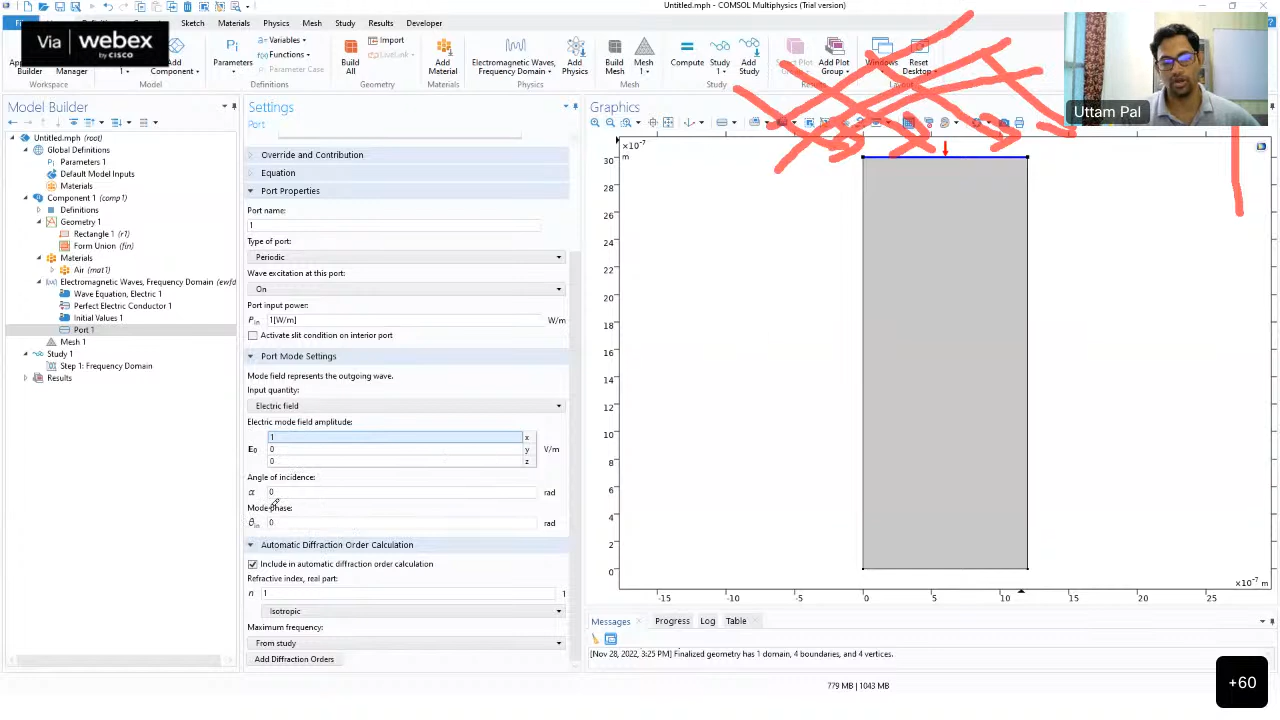 Untitled.mph - COMSOL Multiphysics (Trial version)
Sketch Materials Physics Mesh Study Results Developer
Via webex by CISCO
Builder Manager Component 1
Workspace Model
Parameters 1
Variables
Functions
Parameter Case
Definitions
Build All
Import
LiveLink
Geometry
Add Material
Materials
Electromagnetic Waves, Frequency Domain
Add Physics
Physics
Build Mesh
Mesh 1
Mesh
Compute
Study 1
Add Study
Study
Select Plot Group
Add Plot Group
Results
Windows
Reset Desktop
Layout
Uttam Pal
Model Builder
Untitled.mph (root)
Global Definitions
Parameters 1
Default Model Inputs
Materials
Component 1 (comp1)
Definitions
Geometry 1
Rectangle 1 (r1)
Form Union (fin)
Materials
Air (mat1)
Electromagnetic Waves, Frequency Domain (ewfd
Wave Equation, Electric 1
Perfect Electric Conductor 1
Initial Values 1
Port 1
Mesh 1
Study 1
Step 1: Frequency Domain
Results
Settings
Port
Override and Contribution
Equation
Port Properties
Port name:
1
Type of port:
Periodic
Wave excitation at this port:
On
Port input power:
Pin 1[W/m] W/m
Activate slit condition on interior port
Port Mode Settings
Mode field represents the outgoing wave.
Input quantity:
Electric field
Electric mode field amplitude:
1 x
E0 0 y V/m
0 z
Angle of incidence:
α 0 rad
Mode phase:
θin 0 rad
Automatic Diffraction Order Calculation
Include in automatic diffraction order calculation
Refractive index, real part:
n 1 1
Isotropic
Maximum frequency:
From study
Add Diffraction Orders
Graphics
×10⁻⁷
m
30
28
26
24
22
20
18
16
14
12
10
8
6
4
2
0
×10⁻⁷ m
-15 -10 -5 0 5 10 15 20 25
Messages Progress Log Table
[Nov 28, 2022, 3:25 PM] Finalized geometry has 1 domain, 4 boundaries, and 4 vertices.
779 MB | 1043 MB
+60